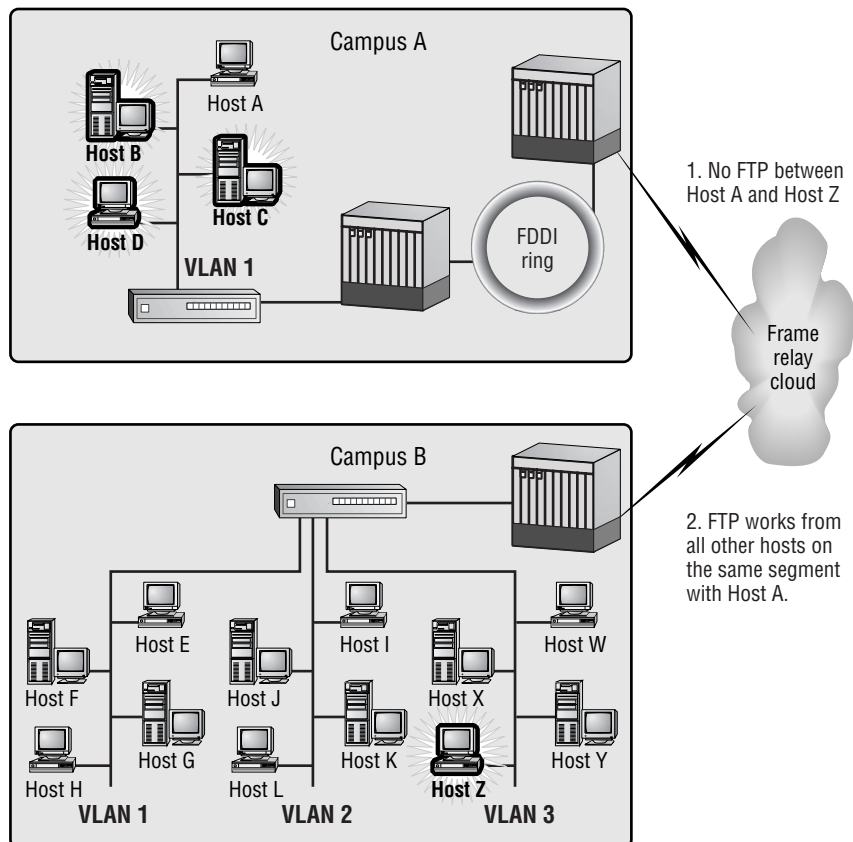 Campus A
Host A
Host B
Host C
Host D
VLAN 1
FDDI
ring
1. No FTP between
Host A and Host Z
Frame
relay
cloud
Campus B
2. FTP works from
all other hosts on
the same segment
with Host A.
Host E
Host F
Host G
Host H
VLAN 1
Host I
Host J
Host K
Host L
VLAN 2
Host W
Host X
Host Y
Host Z
VLAN 3